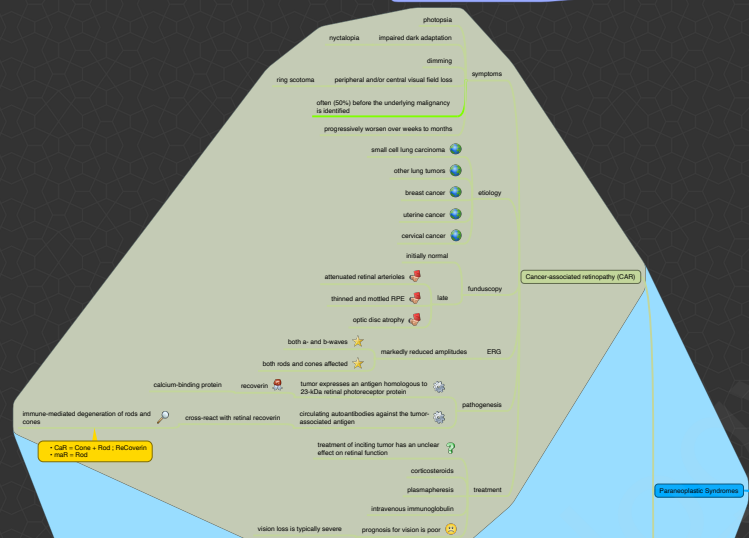 photopsia
nyctalopia
impaired dark adaptation
dimming
symptoms
ring scotoma
peripheral and/or central visual field loss
often (50%) before the underlying malignancy
is identified
progressively worsen over weeks to months
small cell lung carcinoma
other lung tumors
breast cancer
etiology
uterine cancer
cervical cancer
initially normal
Cancer-associated retinopathy (CAR)
attenuated retinal arterioles
funduscopy
thinned and mottled RPE
late
optic disc atrophy
both a- and b-waves
markedly reduced amplitudes
ERG
both rods and cones affected
calcium-binding protein
recoverin
tumor expresses an antigen homologous to
23-kDa retinal photoreceptor protein
pathogenesis
immune-mediated degeneration of rods and
cones
cross-react with retinal recoverin
circulating autoantibodies against the tumor-
associated antigen
• CaR = Cone + Rod ; ReCoverin
• maR = Rod
treatment of inciting tumor has an unclear
effect on retinal function
corticosteroids
plasmapheresis
treatment
Paraneoplastic Syndromes
intravenous immunoglobulin
vision loss is typically severe
prognosis for vision is poor